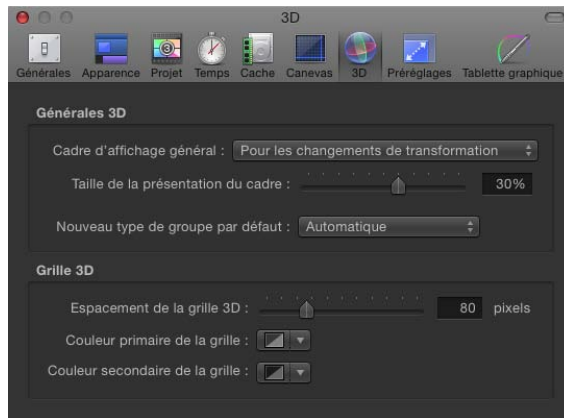 3D
Générales Apparence Projet Temps Cache Canevas 3D Préréglages Tablette graphique
Générales 3D
Cadre d'affichage général : Pour les changements de transformation
Taille de la présentation du cadre : 30%
Nouveau type de groupe par défaut : Automatique
Grille 3D
Espacement de la grille 3D : 80 pixels
Couleur primaire de la grille :
Couleur secondaire de la grille :